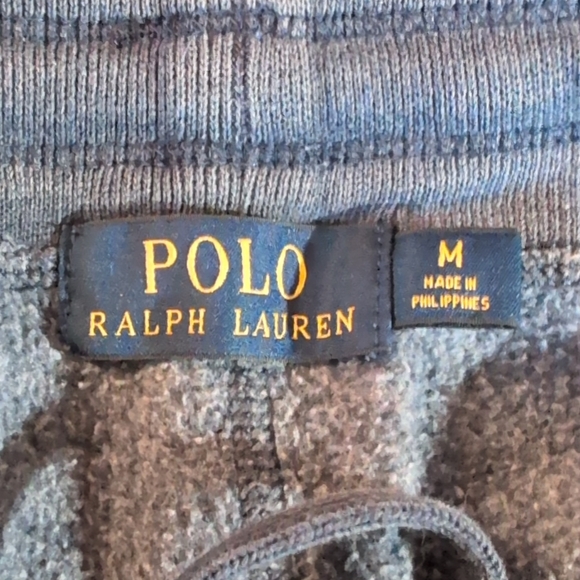 POLO
RALPH LAUREN
M
MADE IN
PHILIPPINES